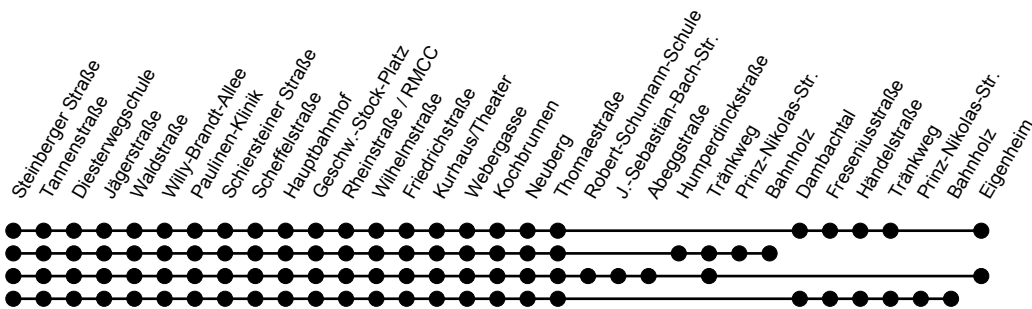 Steinberger Straße
Tannenstraße
Diesterwegschule
Jägerstraße
Waldstraße
Willy-Brandt-Allee
Paulinen-Klinik
Schiersteiner Straße
Scheffelstraße
Hauptbahnhof
Geschw.-Stock-Platz
Rheinstraße / RMCC
Wilhelmstraße
Friedrichstraße
Kurhaus/Theater
Webergasse
Kochbrunnen
Neuberg
Thomaestraße
Robert-Schumann-Schule
J.-Sebastian-Bach-Str.
Abeggstraße
Humperdinckstraße
Tränkweg
Prinz-Nikolas-Str.
Bahnholz
Dambachtal
Freseniusstraße
Händelstraße
Tränkweg
Prinz-Nikolas-Str.
Bahnholz
Eigenheim